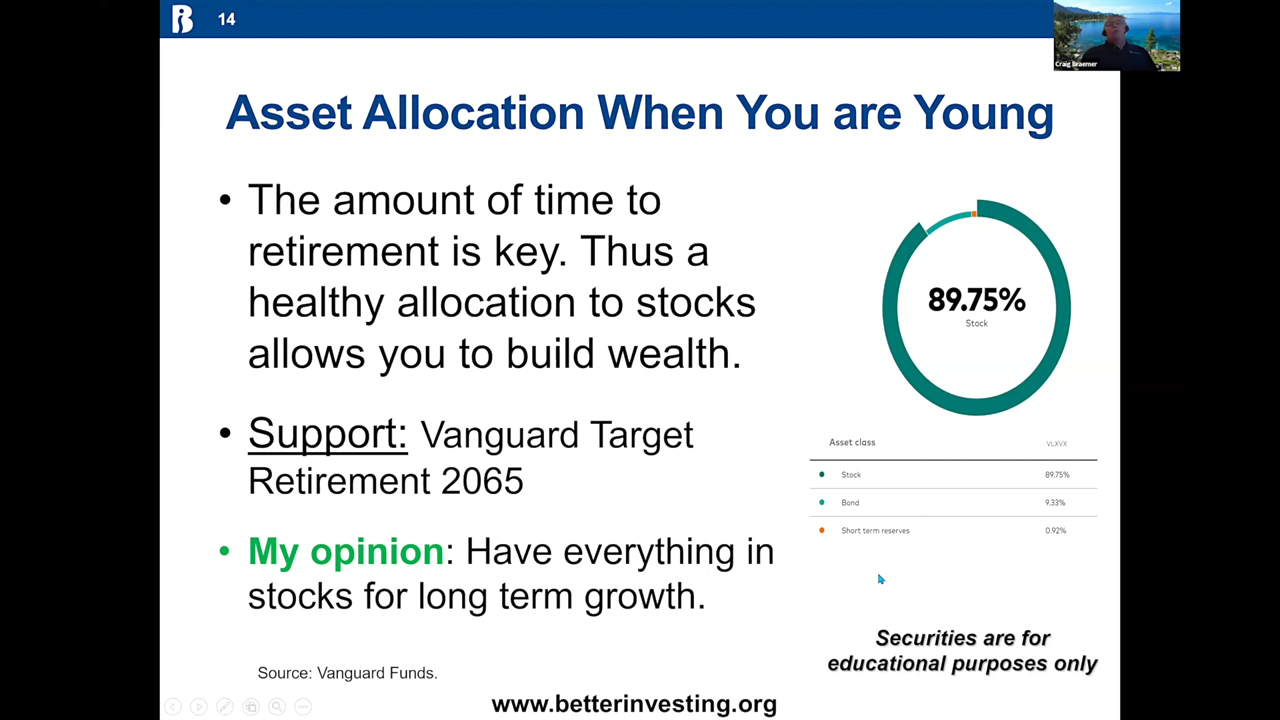 14
Craig Braemer
Asset Allocation When You are Young
• The amount of time to
retirement is key. Thus a
healthy allocation to stocks
allows you to build wealth.
• Support: Vanguard Target
Retirement 2065
• My opinion: Have everything in
stocks for long term growth.
89.75%
Stock
Asset class VLXVX
Stock 89.75%
Bond 9.33%
Short term reserves 0.92%
Securities are for
educational purposes only
Source: Vanguard Funds.
www.betterinvesting.org